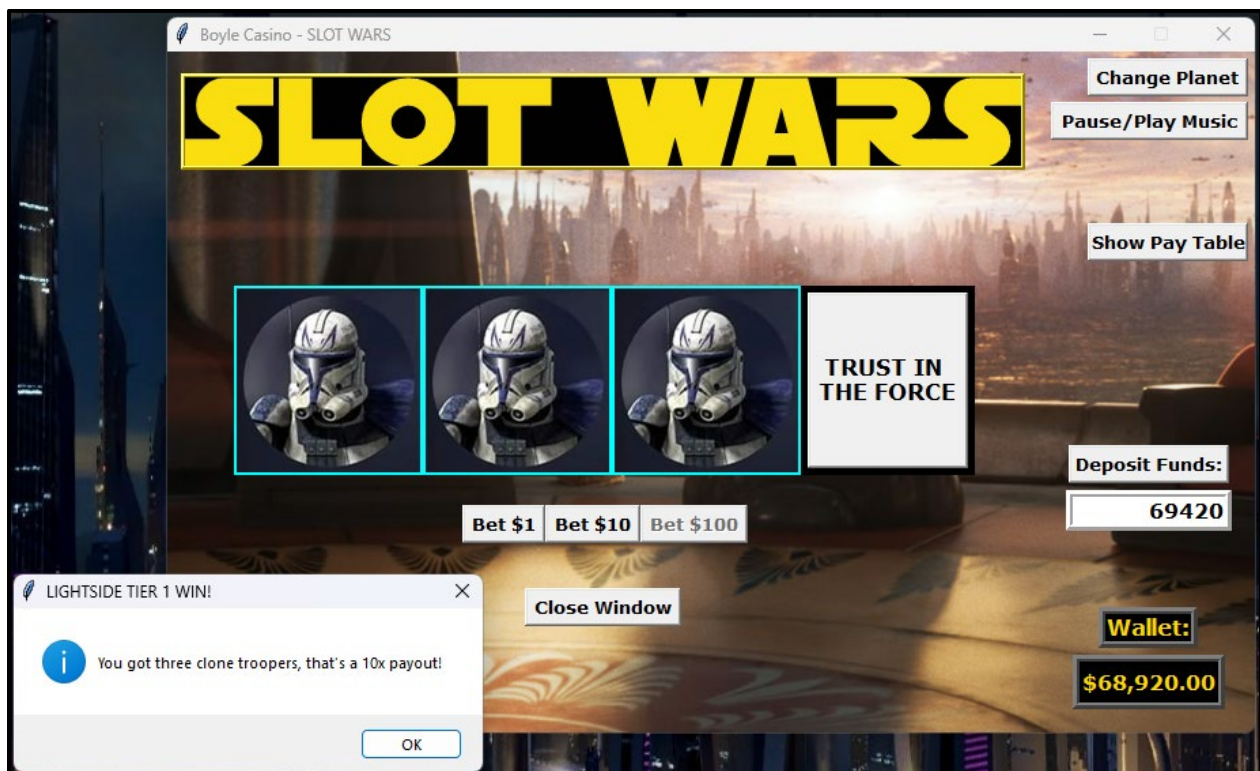 Boyle Casino - SLOT WARS
SLOT WARS
Change Planet
Pause/Play Music
Show Pay Table
TRUST IN
THE FORCE
Deposit Funds:
69420
Bet $1 Bet $10 Bet $100
LIGHTSIDE TIER 1 WIN!
You got three clone troopers, that's a 10x payout!
OK
Close Window
Wallet:
$68,920.00